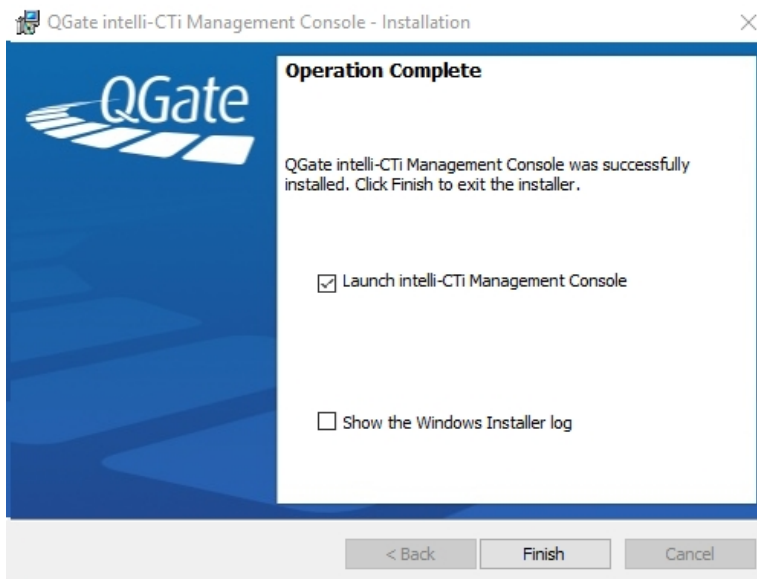 QGate intelli-CTi Management Console - Installation
QGate
Operation Complete
QGate intelli-CTi Management Console was successfully
installed. Click Finish to exit the installer.
Launch intelli-CTi Management Console
Show the Windows Installer log
< Back
Finish
Cancel